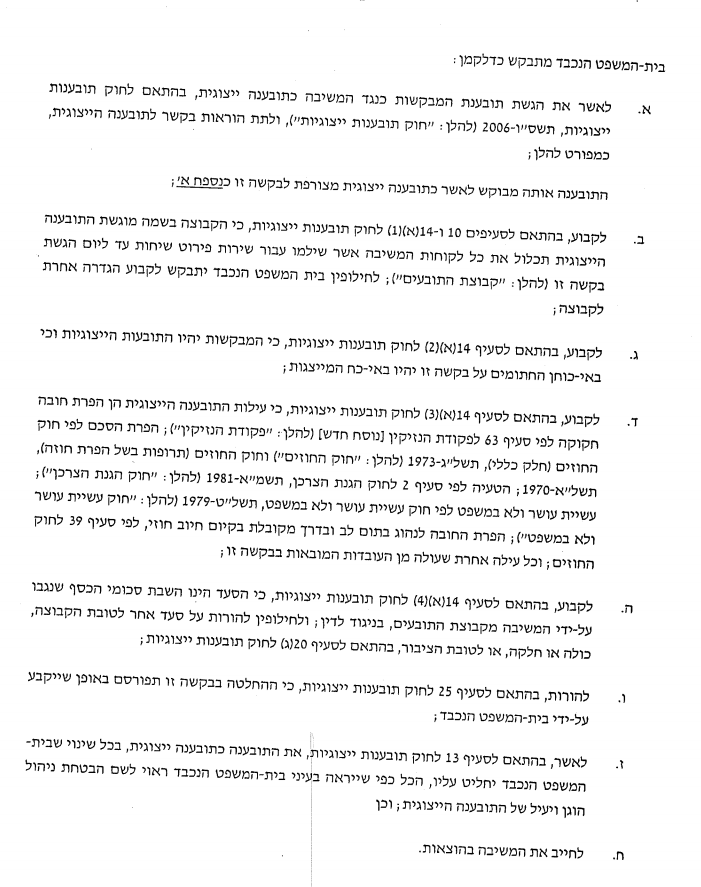 בית-המשפט הנכבד מתבקש כדלקמן:
א. לאשר את הגשת תובענת המבקשות כנגד המשיבה כתובענה ייצוגית, בהתאם לחוק תובענות
ייצוגיות, תשס"ו-2006 (להלן: "חוק תובענות ייצוגיות"), ולתת הוראות בקשר לתובענה הייצוגית,
כמפורט להלן;
התובענה אותה מבוקש לאשר כתובענה ייצוגית מצורפת לבקשה זו כנספח א';
ב. לקבוע, בהתאם לסעיפים 10 ו-14(א)(1) לחוק תובענות ייצוגיות, כי הקבוצה בשמה מוגשת התובענה
הייצוגית תכלול את כל לקוחות המשיבה אשר שילמו עבור שירות פירוט שיחות עד ליום הגשת
בקשה זו (להלן: "קבוצת התובעים"); לחילופין בית המשפט הנכבד יתבקש לקבוע הגדרה אחרת
לקבוצה;
ג. לקבוע, בהתאם לסעיף 14(א)(2) לחוק תובענות ייצוגיות, כי המבקשות יהיו התובעות הייצוגיות וכי
באי-כוחן החתומים על בקשה זו יהיו באי-כח המייצגות;
ד. לקבוע, בהתאם לסעיף 14(א)(3) לחוק תובענות ייצוגיות, כי עילות התובענה הייצוגית הן הפרת חובה
חקוקה לפי סעיף 63 לפקודת הנזיקין [נוסח חדש] (להלן: "פקודת הנזיקין"); הפרת הסכם לפי חוק
החוזים (חלק כללי), תשל"ג-1973 (להלן: "חוק החוזים") וחוק החוזים (תרופות בשל הפרת חוזה),
תשל"א-1970; הטעיה לפי סעיף 2 לחוק הגנת הצרכן, תשמ"א-1981 (להלן: "חוק הגנת הצרכן");
עשיית עושר ולא במשפט לפי חוק עשיית עושר ולא במשפט, תשל"ט-1979 (להלן: "חוק עשיית עושר
ולא במשפט"); הפרת החובה לנהוג בתום לב ובדרך מקובלת בקיום חיוב חוזי, לפי סעיף 39 לחוק
החוזים; וכל עילה אחרת שעולה מן העובדות המובאות בבקשה זו;
ה. לקבוע, בהתאם לסעיף 14(א)(4) לחוק תובענות ייצוגיות, כי הסעד הינו השבת סכומי הכסף שנגבו
על-ידי המשיבה מקבוצת התובעים, בניגוד לדין; ולחילופין להורות על סעד אחר לטובת הקבוצה,
כולה או חלקה, או לטובת הציבור, בהתאם לסעיף 20(ג) לחוק תובענות ייצוגיות;
ו. להורות, בהתאם לסעיף 25 לחוק תובענות ייצוגיות, כי ההחלטה בבקשה זו תפורסם באופן שייקבע
על-ידי בית-המשפט הנכבד;
ז. לאשר, בהתאם לסעיף 13 לחוק תובענות ייצוגיות, את התובענה כתובענה ייצוגית, בכל שינוי שבית-
המשפט הנכבד יחליט עליו, הכל כפי שייראה בעיני בית-המשפט הנכבד ראוי לשם הבטחת ניהול
הוגן ויעיל של התובענה הייצוגית; וכן
ח. לחייב את המשיבה בהוצאות.